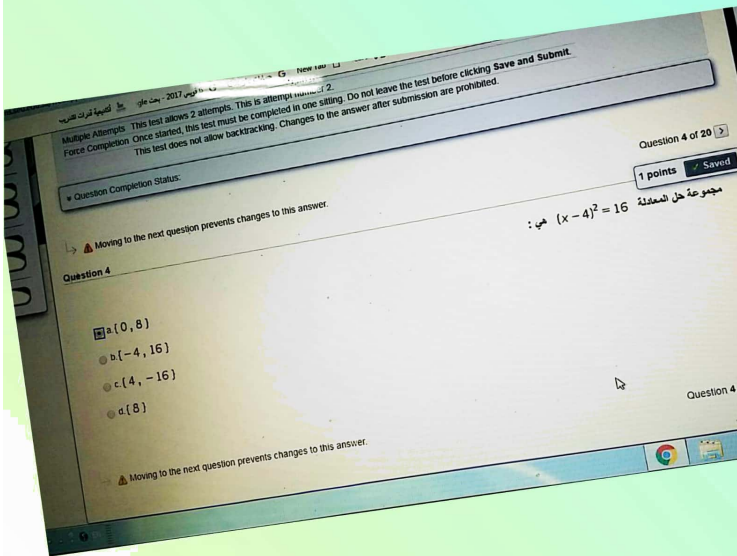 New Tab
Multiple Attempts This test allows 2 attempts. This is attempt number 2.
Force Completion Once started, this test must be completed in one sitting. Do not leave the test before clicking Save and Submit.
This test does not allow backtracking. Changes to the answer after submission are prohibited.
Question Completion Status:
Question 4 of 20 >
Moving to the next question prevents changes to this answer.
Question 4
1 points
✓ Saved
مجموعة حل المعادلة (x − 4)² = 16 هي :
a. {0 , 8}
b. {−4 , 16}
c. {4 , −16}
d. {8}
Question 4
Moving to the next question prevents changes to this answer.